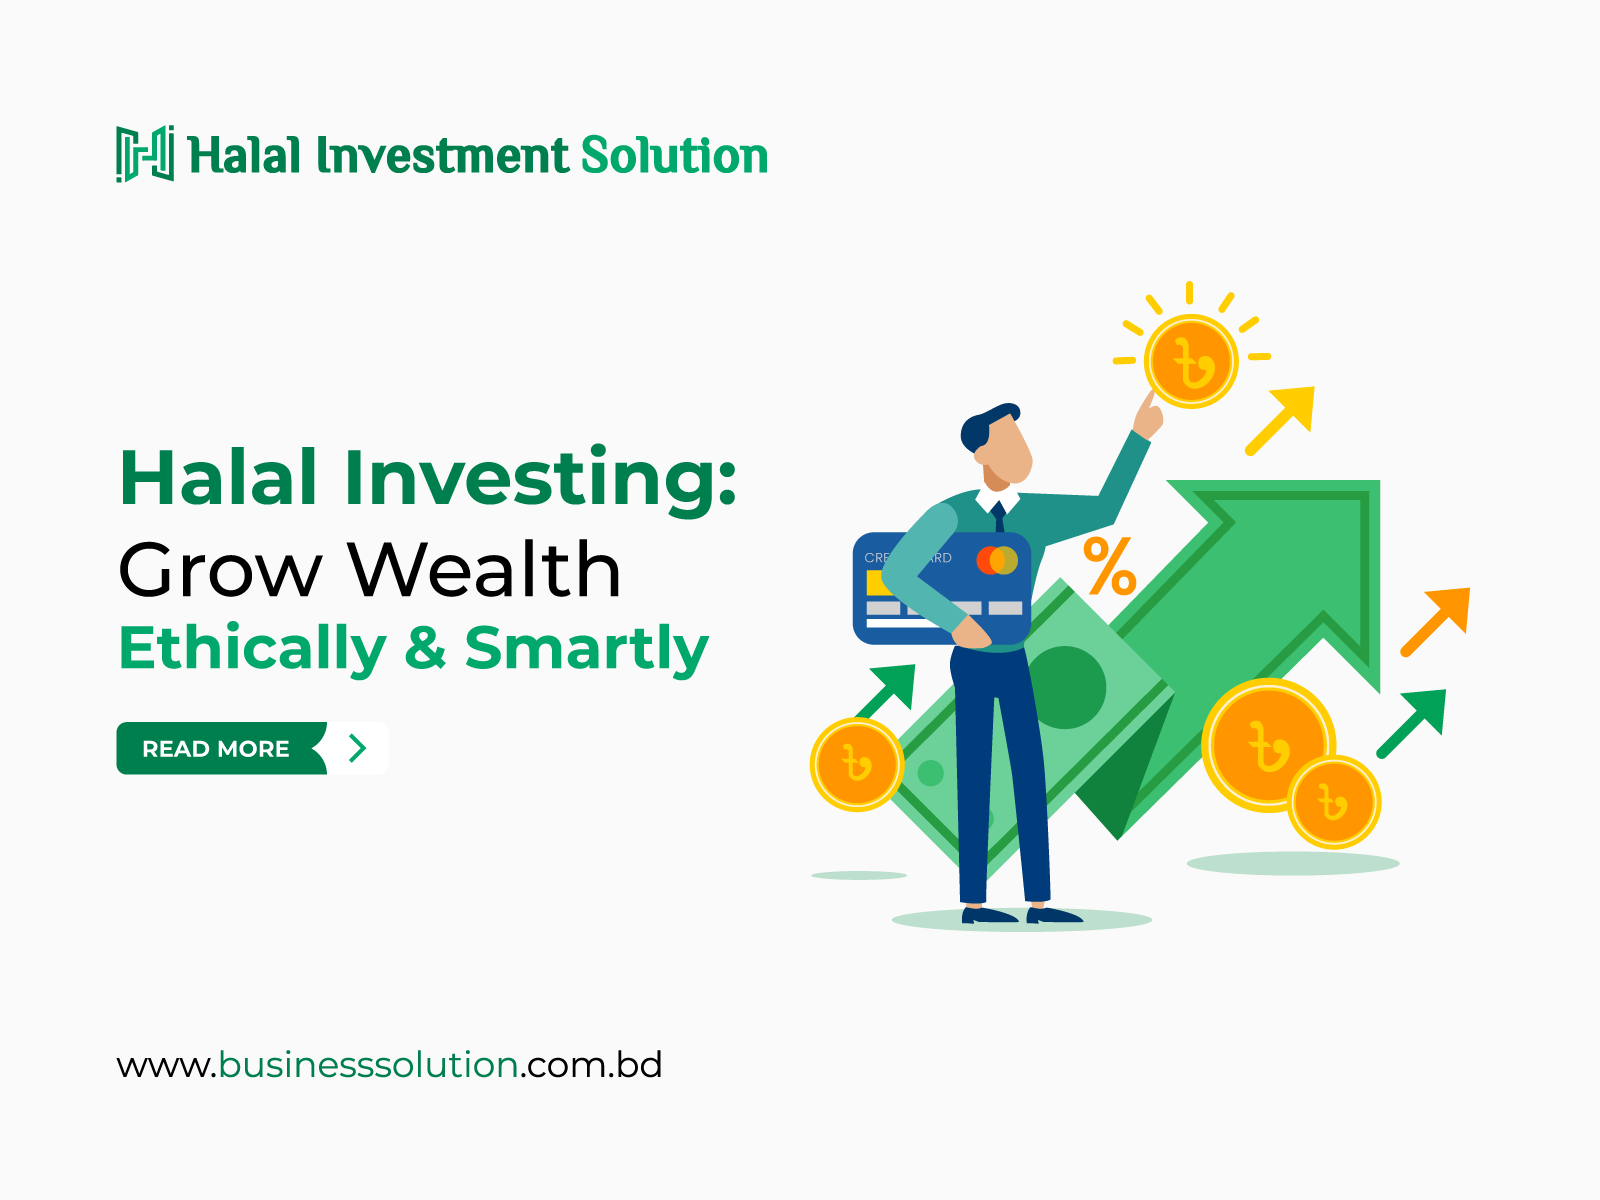 Halal Investment Solution
Halal Investing:
Grow Wealth
Ethically & Smartly
READ MORE
www.businesssolution.com.bd
৳
%
৳
৳
৳